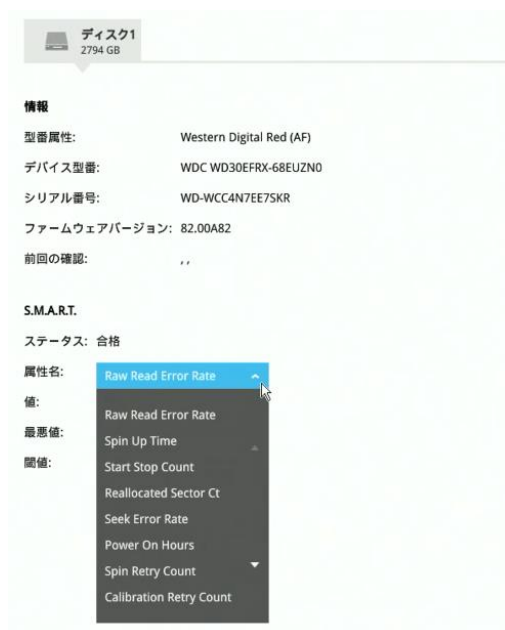 ディスク1
2794 GB
情報
型番属性: Western Digital Red (AF)
デバイス型番: WDC WD30EFRX-68EUZN0
シリアル番号: WD-WCC4N7EE7SKR
ファームウェアバージョン: 82.00A82
前回の確認: , ,
S.M.A.R.T.
ステータス: 合格
属性名: Raw Read Error Rate
値:
最悪値:
閾値:
Raw Read Error Rate
Spin Up Time
Start Stop Count
Reallocated Sector Ct
Seek Error Rate
Power On Hours
Spin Retry Count
Calibration Retry Count